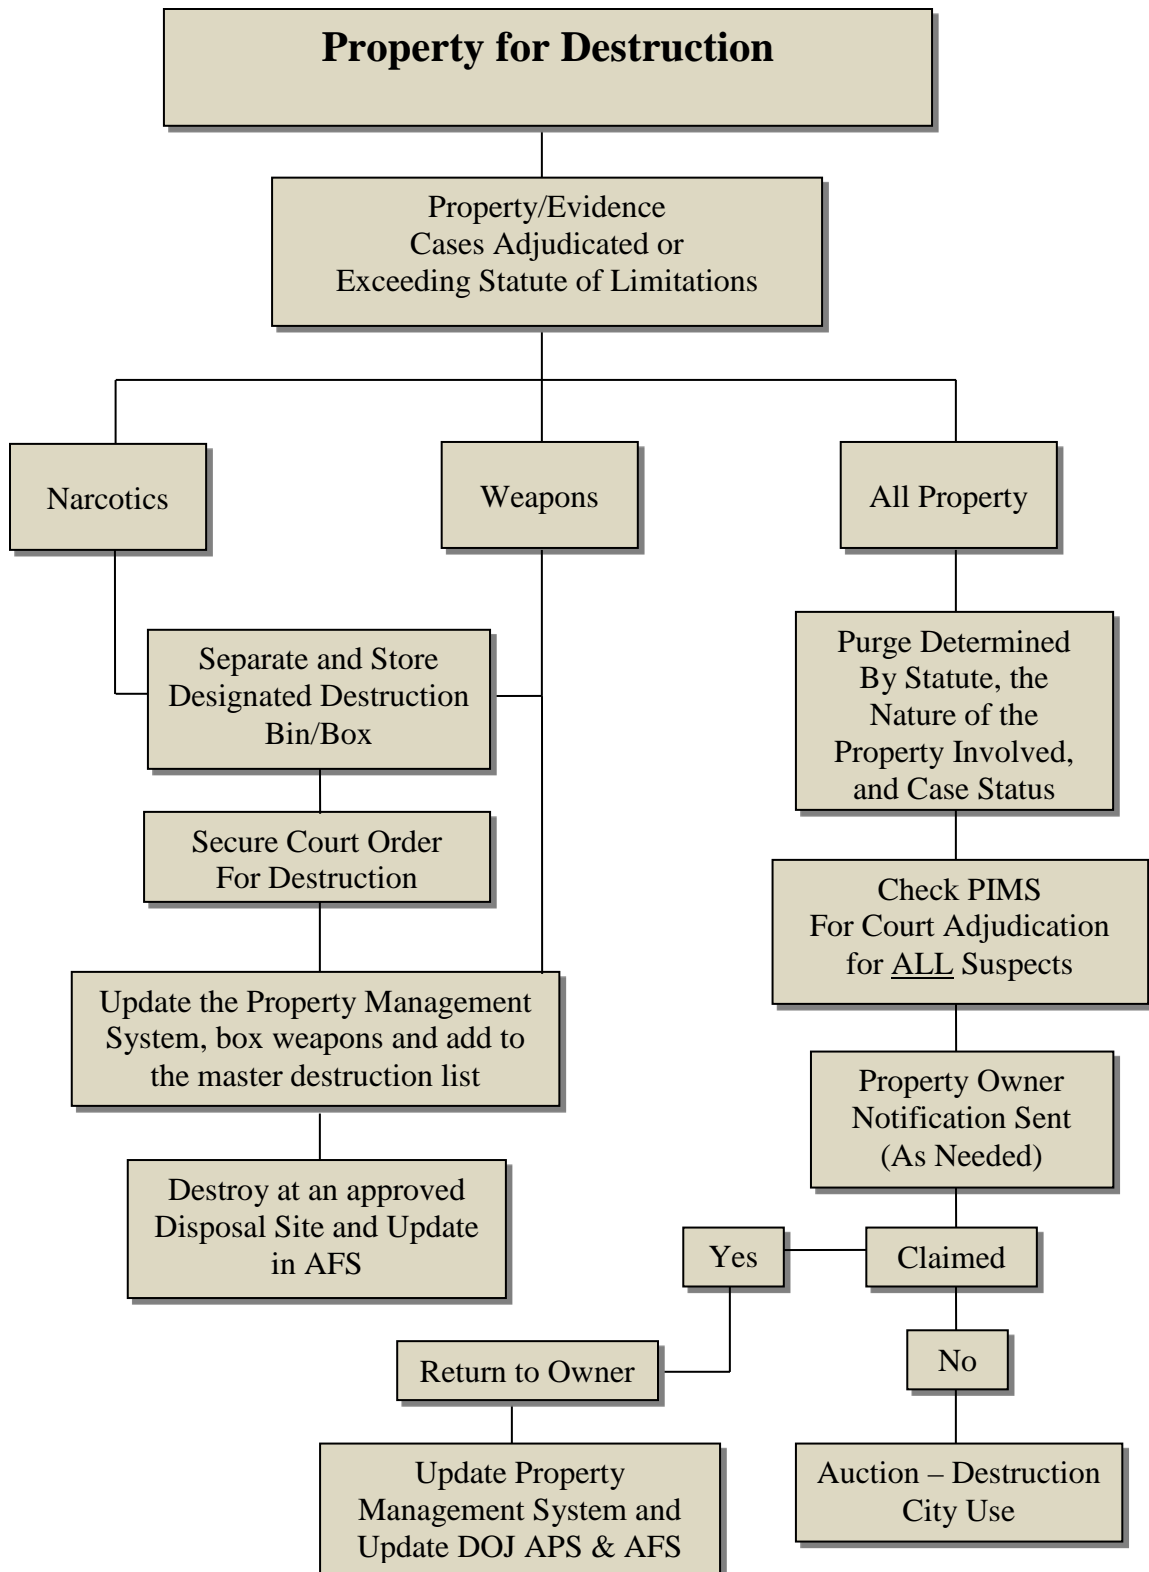 Property for Destruction
Property/Evidence
Cases Adjudicated or
Exceeding Statute of Limitations
Narcotics
Weapons
All Property
Separate and Store
Designated Destruction
Bin/Box
Secure Court Order
For Destruction
Update the Property Management
System, box weapons and add to
the master destruction list
Destroy at an approved
Disposal Site and Update
in AFS
Purge Determined
By Statute, the
Nature of the
Property Involved,
and Case Status
Check PIMS
For Court Adjudication
for ALL Suspects
Property Owner
Notification Sent
(As Needed)
Claimed
Yes
Return to Owner
Update Property
Management System and
Update DOJ APS & AFS
No
Auction – Destruction
City Use